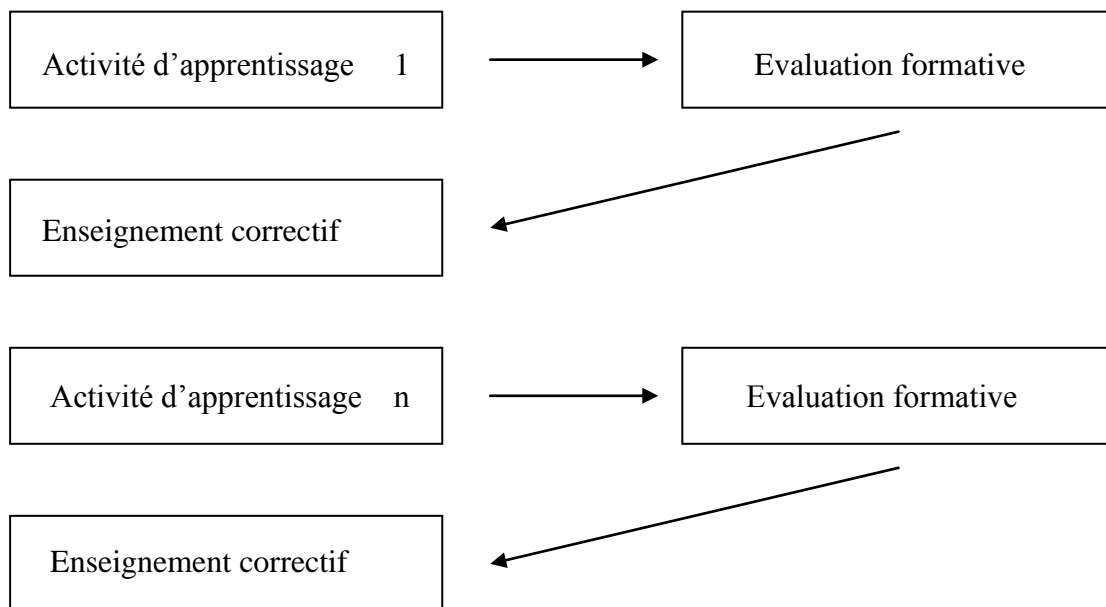 Activité d’apprentissage 1
Evaluation formative
Enseignement correctif
Activité d’apprentissage n
Evaluation formative
Enseignement correctif